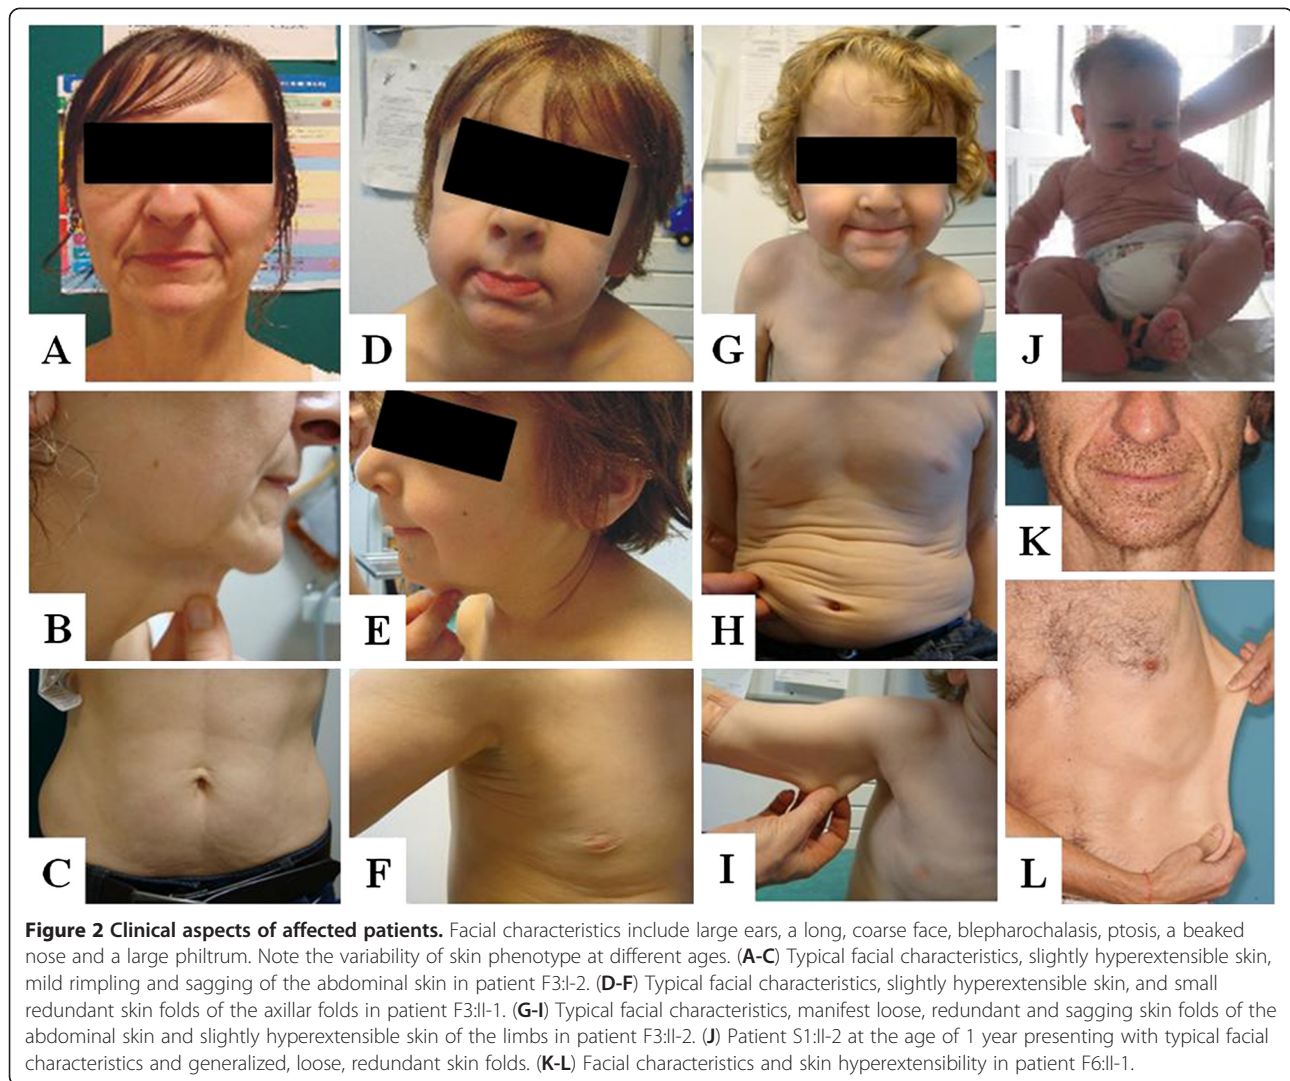 A
D
G
J
B
E
H
K
C
F
I
L
Figure 2 Clinical aspects of affected patients. Facial characteristics include large ears, a long, coarse face, blepharochalasis, ptosis, a beaked
nose and a large philtrum. Note the variability of skin phenotype at different ages. (A-C) Typical facial characteristics, slightly hyperextensible skin,
mild rimpling and sagging of the abdominal skin in patient F3:I-2. (D-F) Typical facial characteristics, slightly hyperextensible skin, and small
redundant skin folds of the axillar folds in patient F3:II-1. (G-I) Typical facial characteristics, manifest loose, redundant and sagging skin folds of the
abdominal skin and slightly hyperextensible skin of the limbs in patient F3:II-2. (J) Patient S1:II-2 at the age of 1 year presenting with typical facial
characteristics and generalized, loose, redundant skin folds. (K-L) Facial characteristics and skin hyperextensibility in patient F6:II-1.